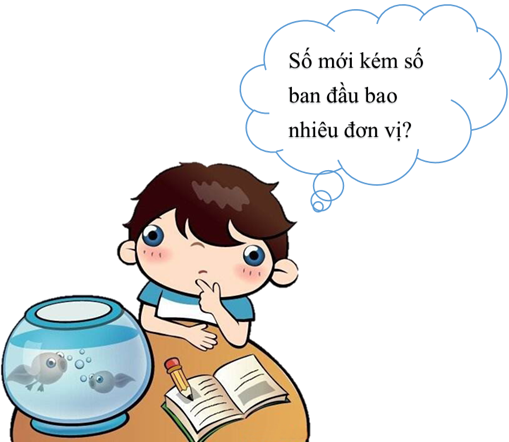 Số mới kém số
ban đầu bao
nhiêu đơn vị?